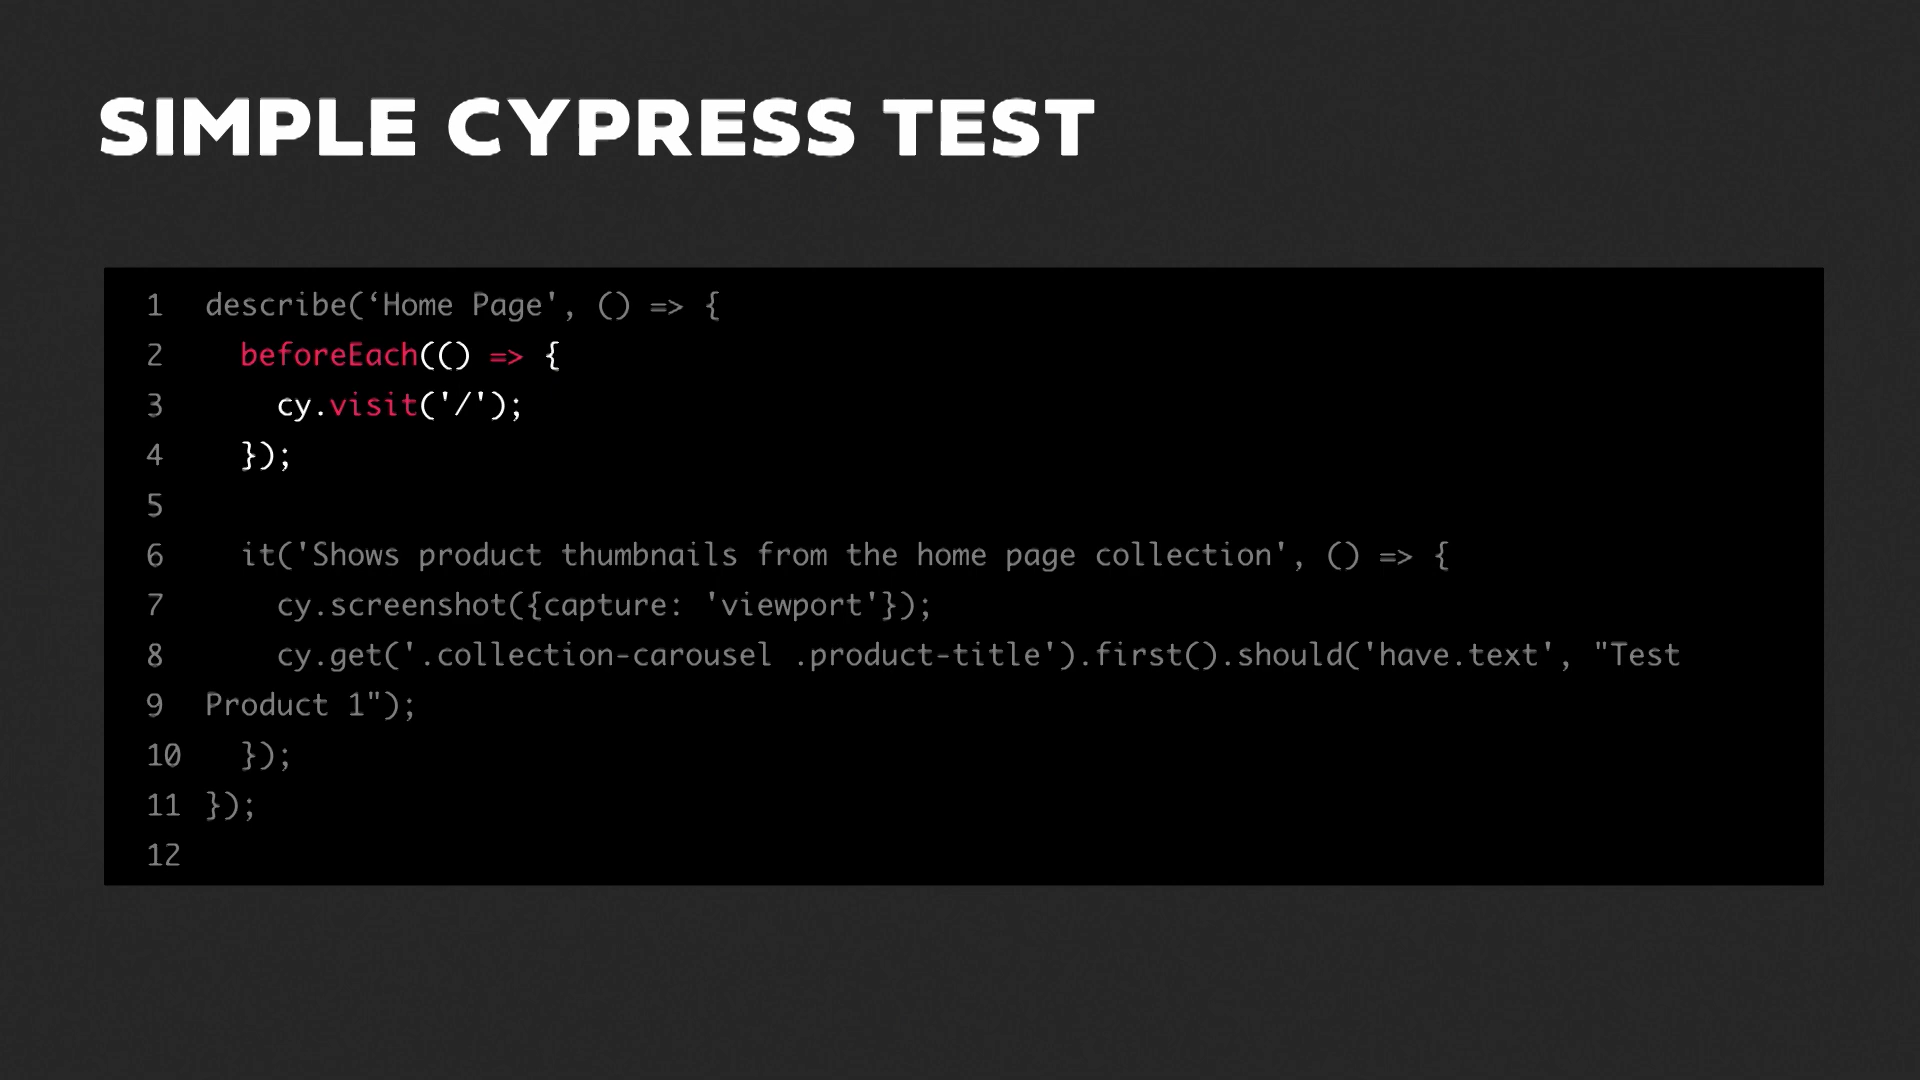 SIMPLE CYPRESS TEST
1 describe(‘Home Page', () => {
2   beforeEach(() => {
3     cy.visit('/');
4   });
5
6   it('Shows product thumbnails from the home page collection', () => {
7     cy.screenshot({capture: 'viewport'});
8     cy.get('.collection-carousel .product-title').first().should('have.text', "Test
9 Product 1");
10   });
11 });
12